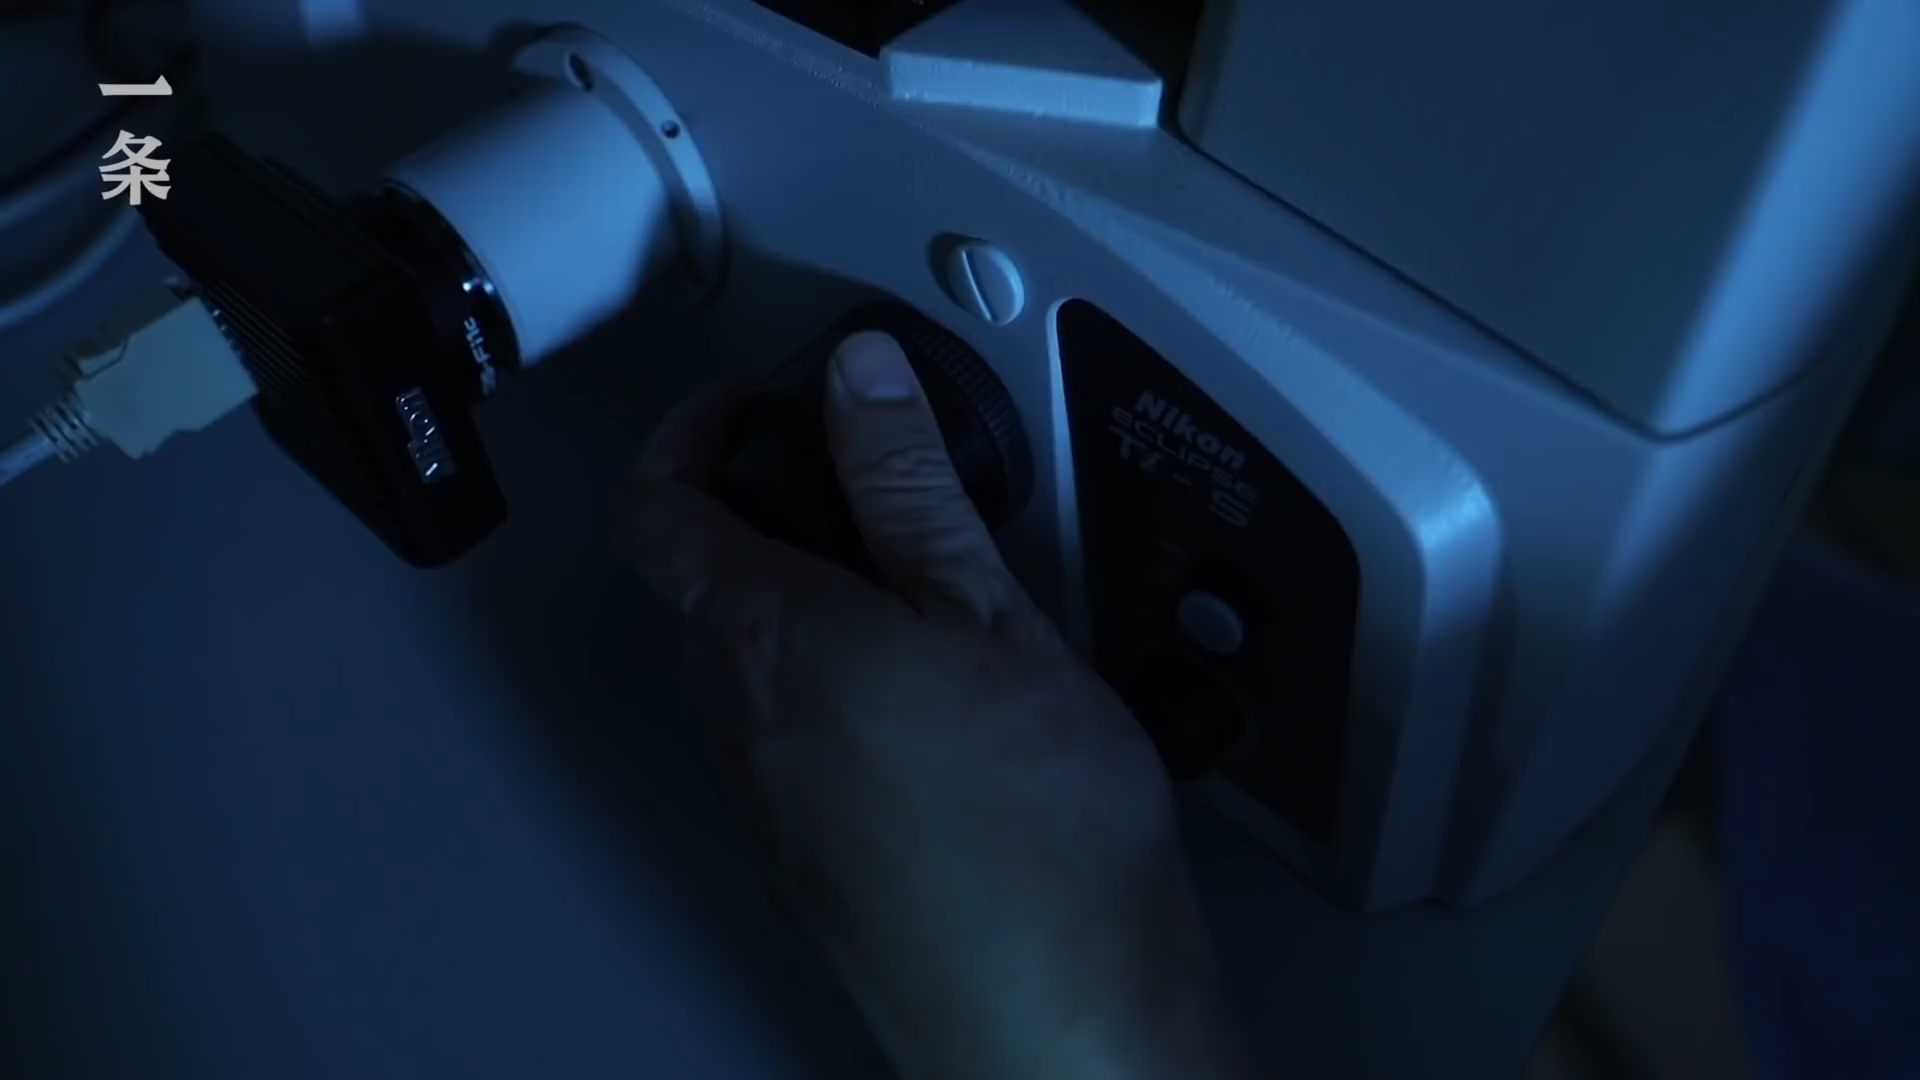 一
条
Nikon
ECLIPSE
Ti-S
Nikon